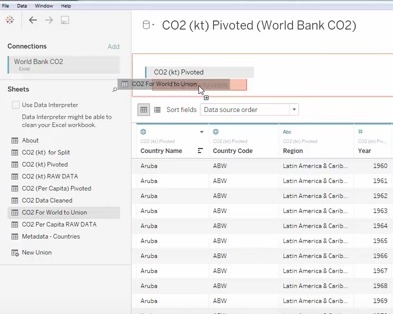 File Data Window Help
CO2 (kt) Pivoted (World Bank CO2)
Connections Add
World Bank CO2
Excel
CO2 (kt) Pivoted
CO2 For World to Union
Sheets
Use Data Interpreter
Data Interpreter might be able to
clean your Excel workbook.
About
CO2 (kt) for Split
CO2 (kt) Pivoted
CO2 (kt) RAW DATA
CO2 (Per Capita) Pivoted
CO2 Data Cleaned
CO2 For World to Union
CO2 Per Capita RAW DATA
Metadata - Countries
New Union
Sort fields Data source order
Abc
CO2 (kt) Pivoted CO2 (kt) Pivoted CO2 (kt) Pivoted
Country Name Country Code Region Year
Aruba ABW Latin America & Carib... 1960
Aruba ABW Latin America & Carib... 1961
Aruba ABW Latin America & Carib... 1962
Aruba ABW Latin America & Carib... 1963
Aruba ABW Latin America & Carib... 1964
Aruba ABW Latin America & Carib... 1965
Aruba ABW Latin America & Carib... 1966
Aruba ABW Latin America & Carib... 1967
Aruba ABW Latin America & Carib... 1968
Aruba ABW Latin America & Carib... 1969